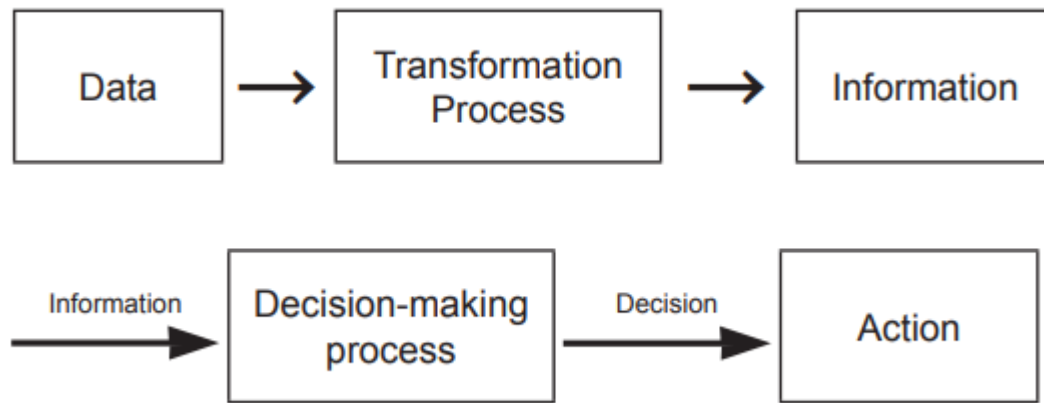 Data
Transformation
Process
Information
Information
Decision-making
process
Decision
Action